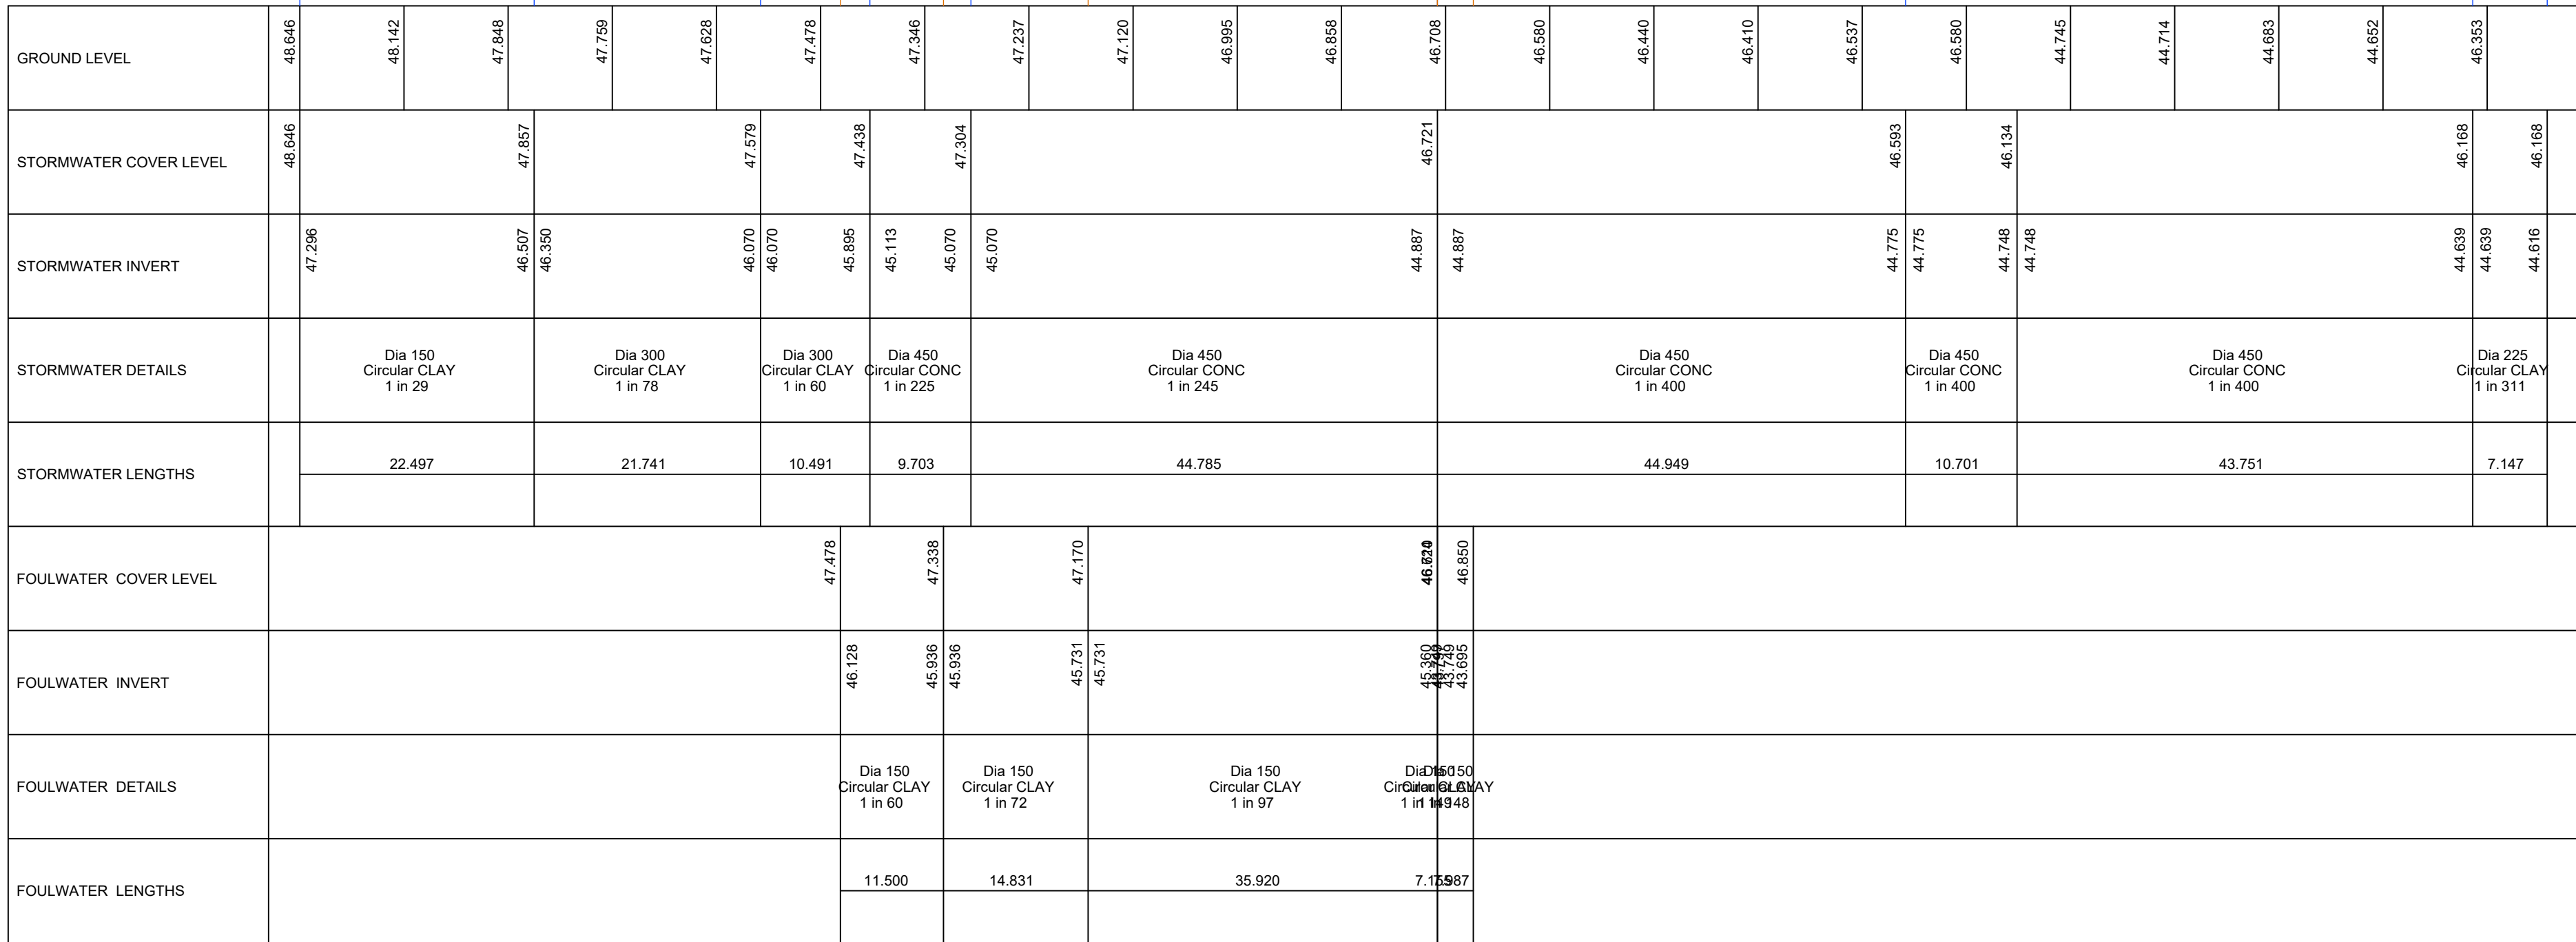 GROUND LEVEL
48.646 48.142 47.848 47.759 47.628 47.478 47.346 47.237 47.120 46.995 46.858 46.708 46.580 46.440 46.410 46.537 46.580 44.745 44.714 44.683 44.652 46.353
STORMWATER COVER LEVEL
48.646 47.857 47.579 47.438 47.304 46.721 46.593 46.134 46.168 46.168
STORMWATER INVERT
47.296 46.507 46.350 46.070 46.070 45.895 45.113 45.070 45.070 44.887 44.887 44.775 44.775 44.748 44.748 44.639 44.639 44.616
STORMWATER DETAILS
Dia 150
Circular CLAY
1 in 29
Dia 300
Circular CLAY
1 in 78
Dia 300
Circular CLAY
1 in 60
Dia 450
Circular CONC
1 in 225
Dia 450
Circular CONC
1 in 245
Dia 450
Circular CONC
1 in 400
Dia 450
Circular CONC
1 in 400
Dia 450
Circular CONC
1 in 400
Dia 225
Circular CLAY
1 in 311
STORMWATER LENGTHS
22.497 21.741 10.491 9.703 44.785 44.949 10.701 43.751 7.147
FOULWATER COVER LEVEL
47.478 47.338 47.170 46.850
FOULWATER INVERT
46.128 45.936 45.936 45.731 45.731 45.360 43.749 43.695
FOULWATER DETAILS
Dia 150
Circular CLAY
1 in 60
Dia 150
Circular CLAY
1 in 72
Dia 150
Circular CLAY
1 in 97
Dia 150
Circular CLAY
1 in 148
FOULWATER LENGTHS
11.500 14.831 35.920